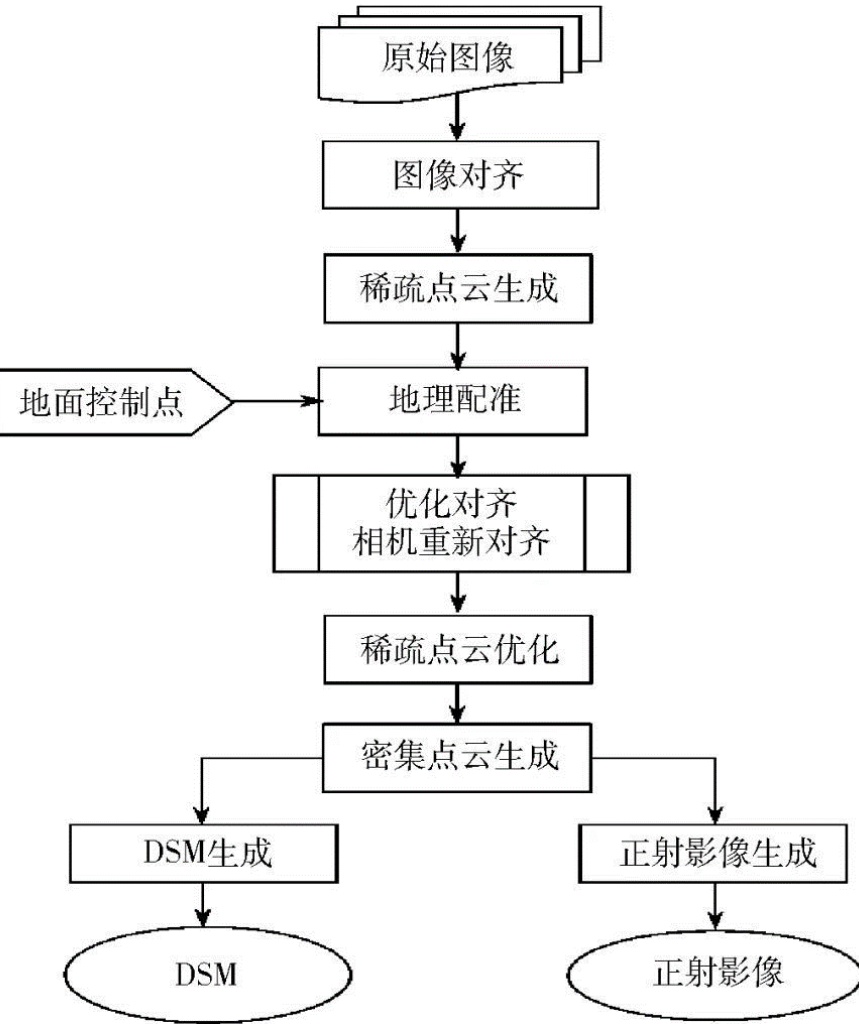 原始图像
图像对齐
稀疏点云生成
地面控制点
地理配准
优化对齐
相机重新对齐
稀疏点云优化
密集点云生成
DSM生成
正射影像生成
DSM
正射影像